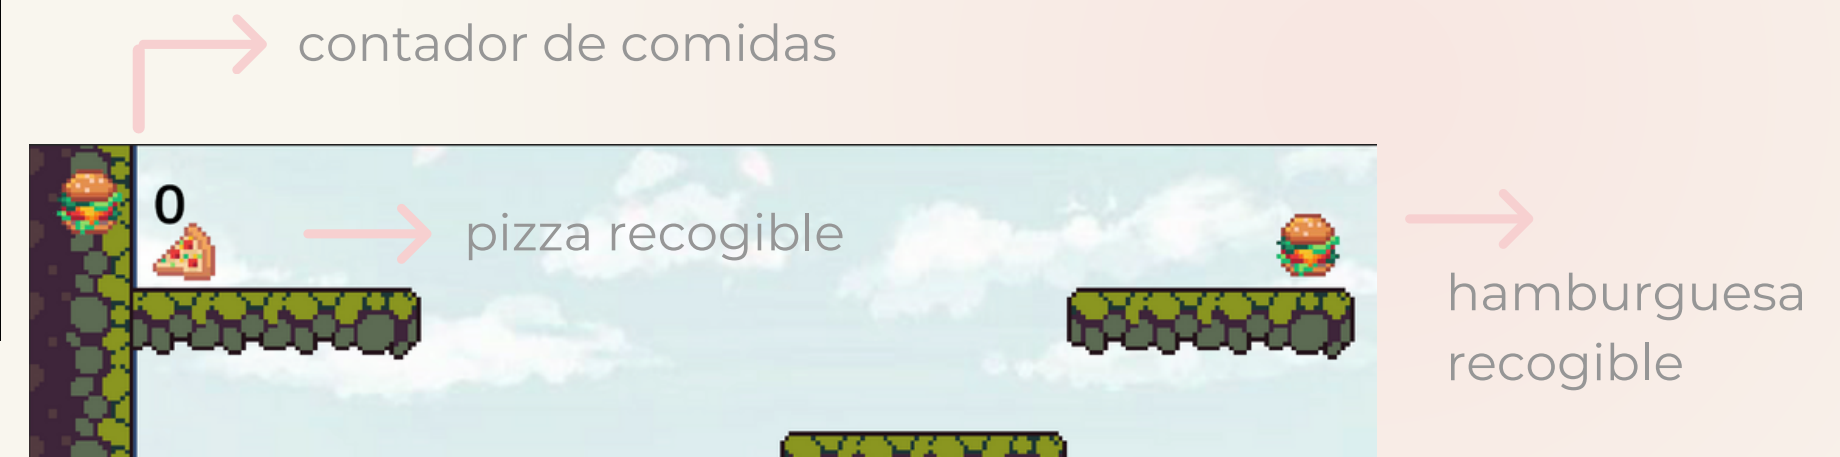 contador de comidas
0
pizza recogible
hamburguesa
recogible